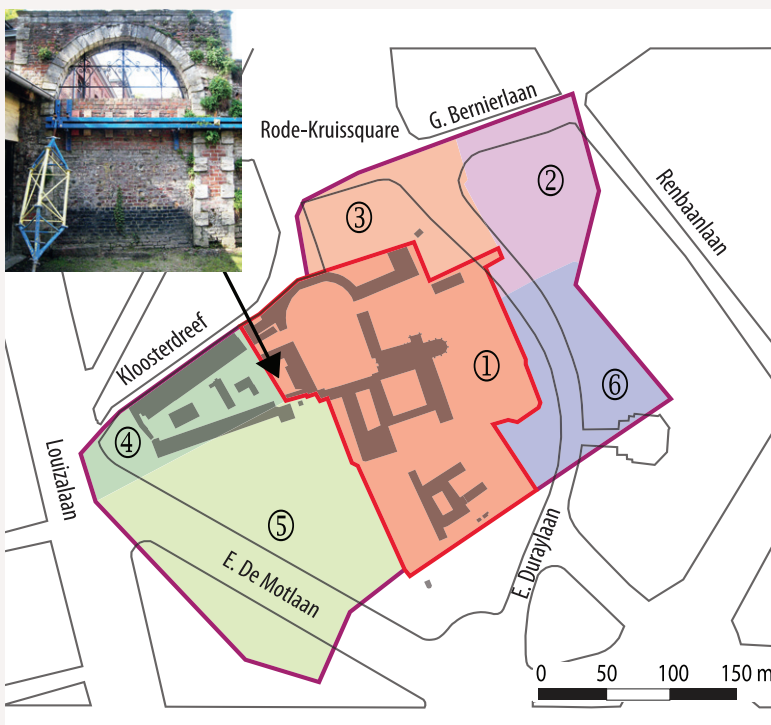 G. Bernierlaan
Rode-Kruissquare
②
Renbaanlaan
③
Kloosterdreef
①
⑥
④
Louizalaan
⑤
E. De Motlaan
E. Duraylaan
0 50 100 150 m